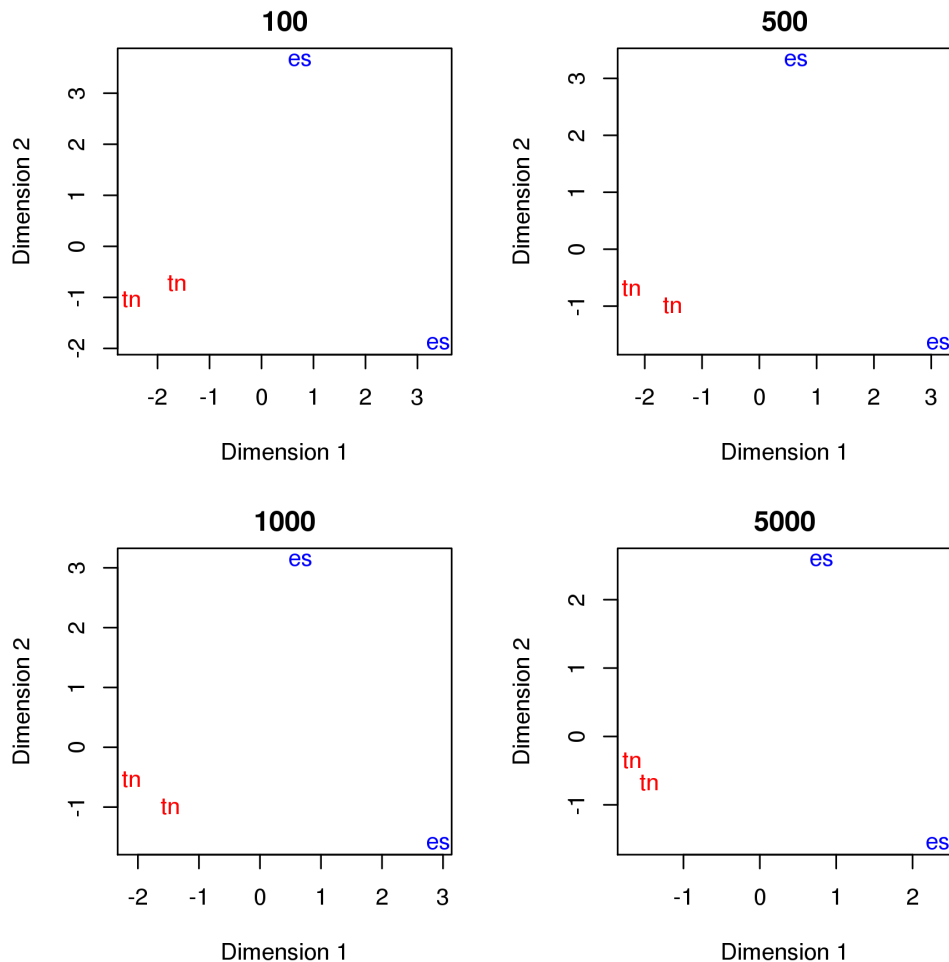 100
es
3
2
1
0
-1
-2
Dimension 2
tn
tn
es
-2 -1 0 1 2 3
Dimension 1
500
es
3
2
1
0
-1
Dimension 2
tn
tn
es
-2 -1 0 1 2 3
Dimension 1
1000
es
3
2
1
0
-1
Dimension 2
tn
tn
es
-2 -1 0 1 2 3
Dimension 1
5000
es
2
1
0
-1
Dimension 2
tn
tn
es
-1 0 1 2
Dimension 1